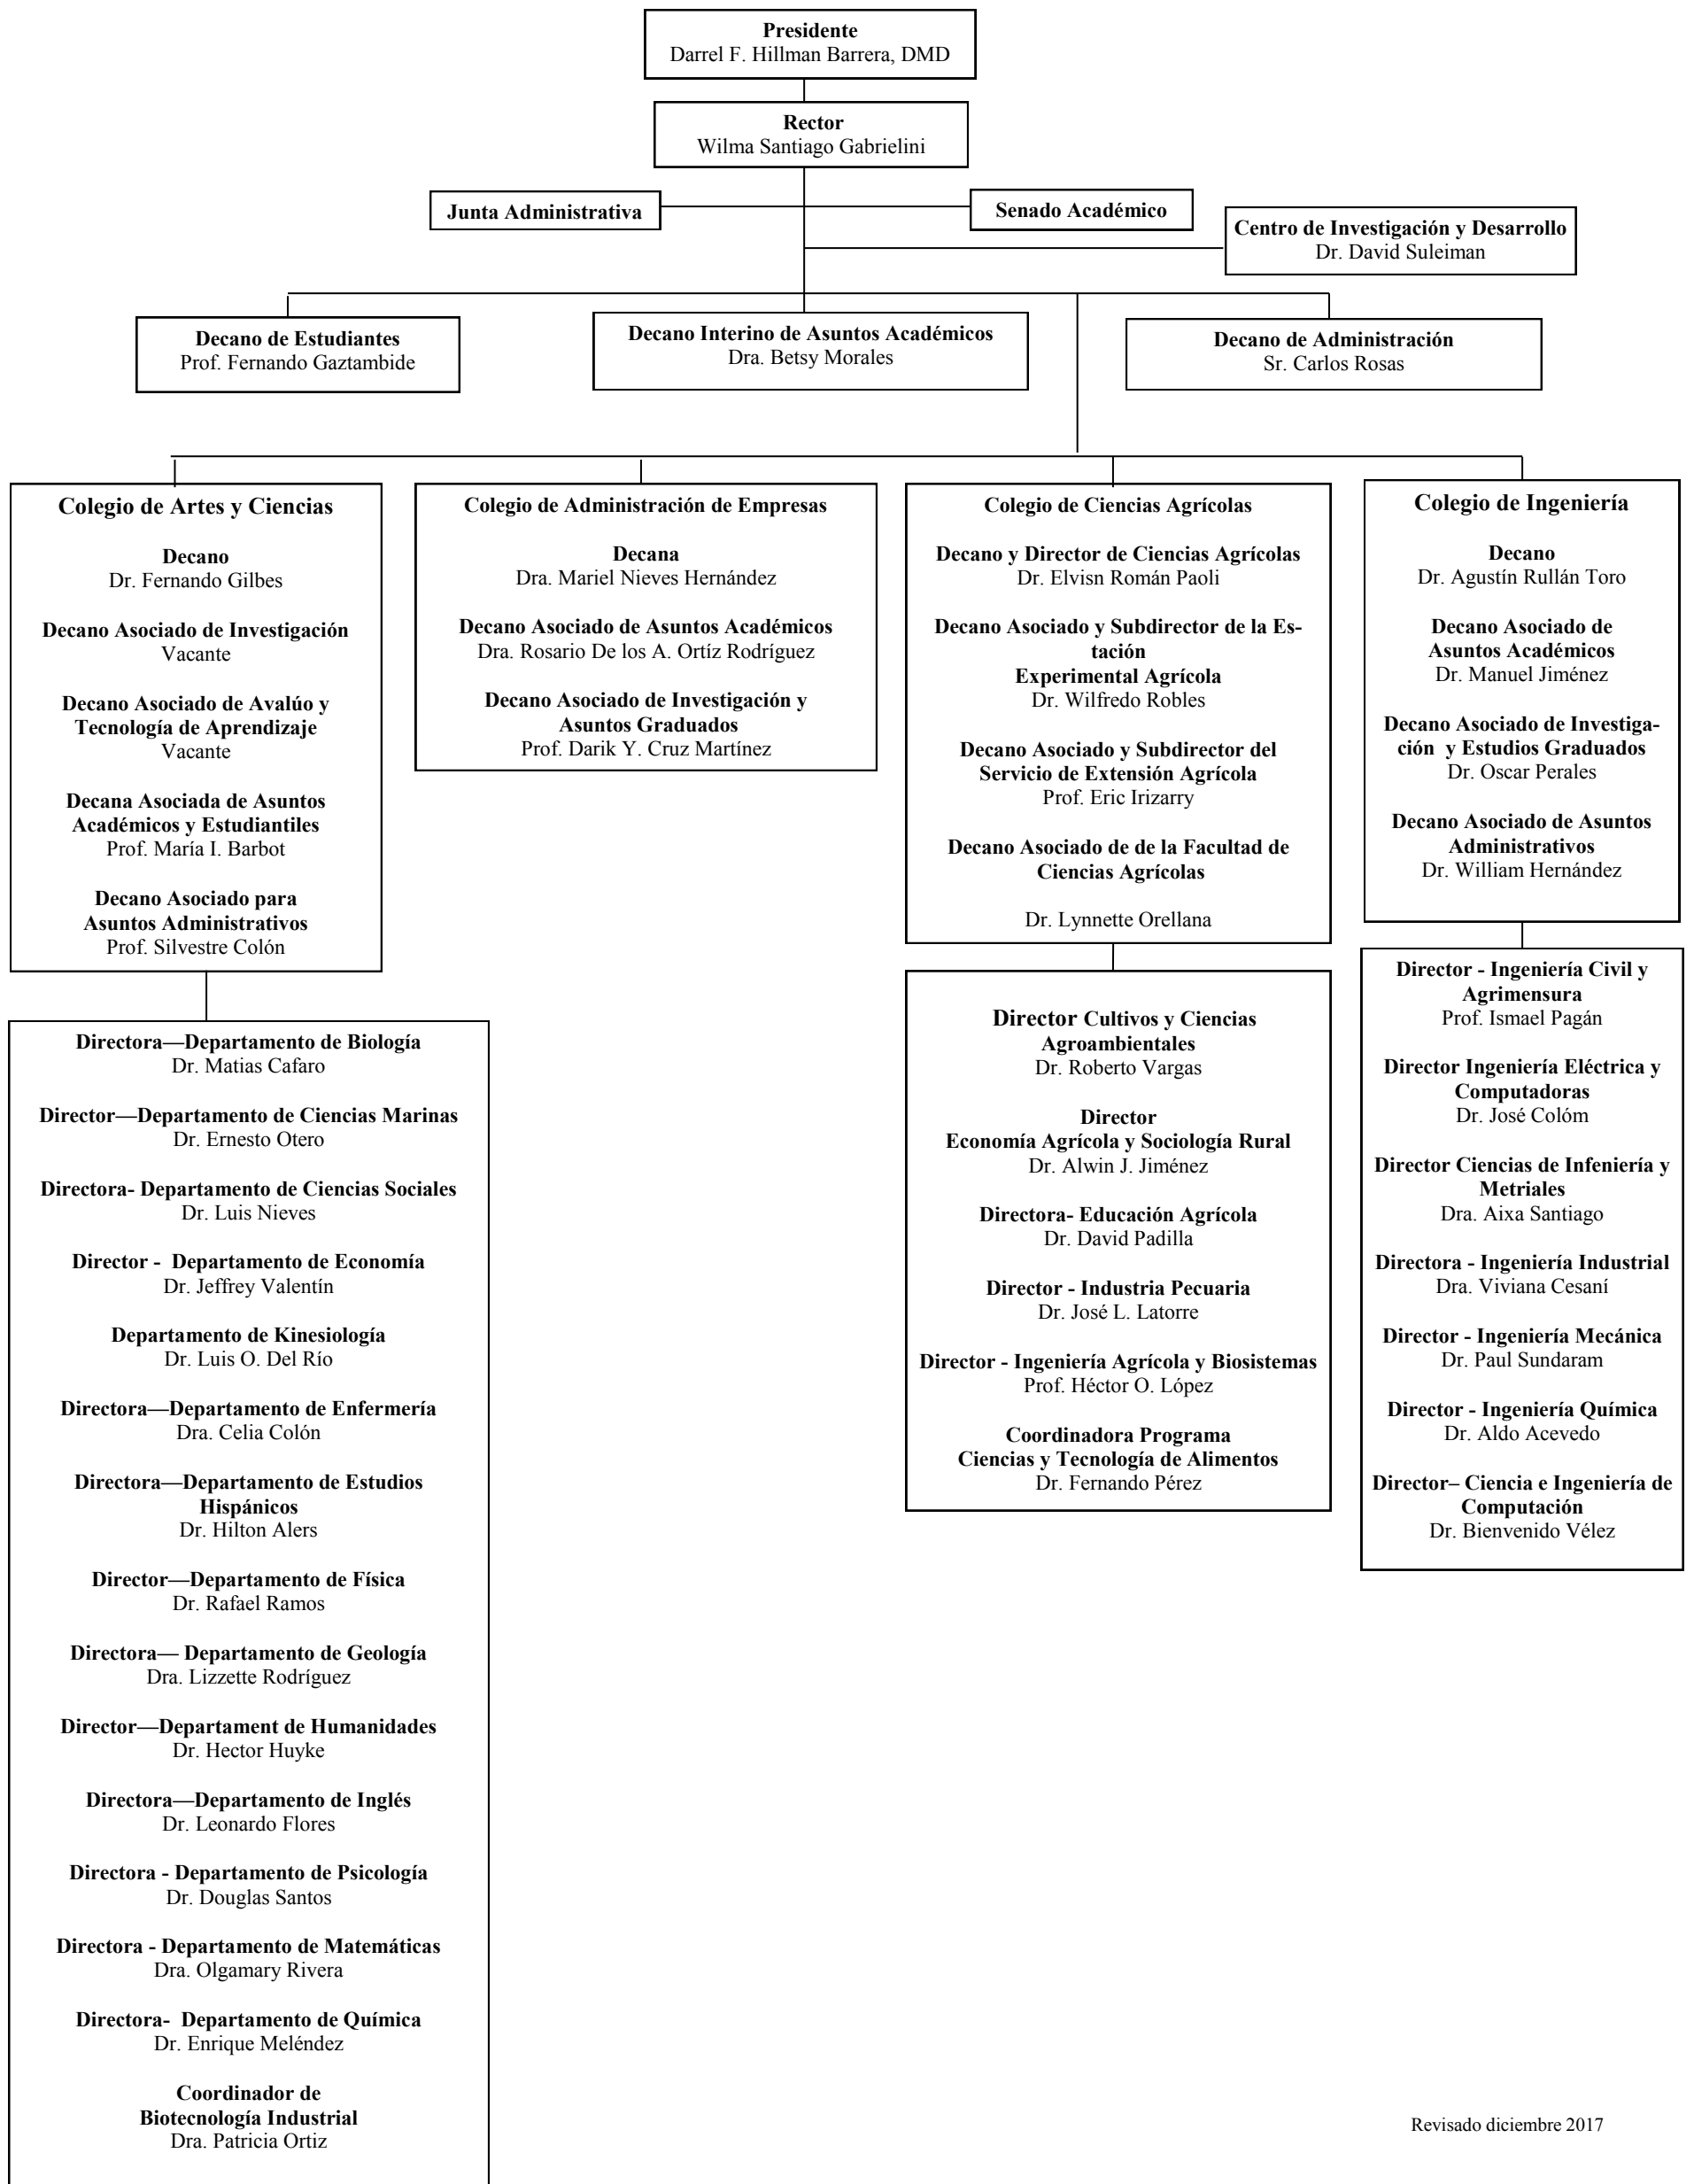 Presidente
Darrel F. Hillman Barrera, DMD
Rector
Wilma Santiago Gabrielini
Junta Administrativa
Senado Académico
Centro de Investigación y Desarrollo
Dr. David Suleiman
Decano de Estudiantes
Prof. Fernando Gaztambide
Decano Interino de Asuntos Académicos
Dra. Betsy Morales
Decano de Administración
Sr. Carlos Rosas
Colegio de Artes y Ciencias
Decano
Dr. Fernando Gilbes
Decano Asociado de Investigación
Vacante
Decano Asociado de Avalúo y
Tecnología de Aprendizaje
Vacante
Decana Asociada de Asuntos
Académicos y Estudiantiles
Prof. María I. Barbot
Decano Asociado para
Asuntos Administrativos
Prof. Silvestre Colón
Colegio de Administración de Empresas
Decana
Dra. Mariel Nieves Hernández
Decano Asociado de Asuntos Académicos
Dra. Rosario De los A. Ortíz Rodríguez
Decano Asociado de Investigación y
Asuntos Graduados
Prof. Darik Y. Cruz Martínez
Colegio de Ciencias Agrícolas
Decano y Director de Ciencias Agrícolas
Dr. Elvisn Román Paoli
Decano Asociado y Subdirector de la Es-
tación
Experimental Agrícola
Dr. Wilfredo Robles
Decano Asociado y Subdirector del
Servicio de Extensión Agrícola
Prof. Eric Irizarry
Decano Asociado de de la Facultad de
Ciencias Agrícolas
Dr. Lynnette Orellana
Colegio de Ingeniería
Decano
Dr. Agustín Rullán Toro
Decano Asociado de
Asuntos Académicos
Dr. Manuel Jiménez
Decano Asociado de Investiga-
ción  y Estudios Graduados
Dr. Oscar Perales
Decano Asociado de Asuntos
Administrativos
Dr. William Hernández
Directora—Departamento de Biología
Dr. Matias Cafaro
Director—Departamento de Ciencias Marinas
Dr. Ernesto Otero
Directora- Departamento de Ciencias Sociales
Dr. Luis Nieves
Director -  Departamento de Economía
Dr. Jeffrey Valentín
Departamento de Kinesiología
Dr. Luis O. Del Río
Directora—Departamento de Enfermería
Dra. Celia Colón
Directora—Departamento de Estudios
Hispánicos
Dr. Hilton Alers
Director—Departamento de Física
Dr. Rafael Ramos
Directora— Departamento de Geología
Dra. Lizzette Rodríguez
Director—Departament de Humanidades
Dr. Hector Huyke
Directora—Departamento de Inglés
Dr. Leonardo Flores
Directora - Departamento de Psicología
Dr. Douglas Santos
Directora - Departamento de Matemáticas
Dra. Olgamary Rivera
Directora-  Departamento de Química
Dr. Enrique Meléndez
Coordinador de
Biotecnología Industrial
Dra. Patricia Ortiz
Director Cultivos y Ciencias
Agroambientales
Dr. Roberto Vargas
Director
Economía Agrícola y Sociología Rural
Dr. Alwin J. Jiménez
Directora- Educación Agrícola
Dr. David Padilla
Director - Industria Pecuaria
Dr. José L. Latorre
Director - Ingeniería Agrícola y Biosistemas
Prof. Héctor O. López
Coordinadora Programa
Ciencias y Tecnología de Alimentos
Dr. Fernando Pérez
Director - Ingeniería Civil y
Agrimensura
Prof. Ismael Pagán
Director Ingeniería Eléctrica y
Computadoras
Dr. José Colóm
Director Ciencias de Infeniería y
Metriales
Dra. Aixa Santiago
Directora - Ingeniería Industrial
Dra. Viviana Cesaní
Director - Ingeniería Mecánica
Dr. Paul Sundaram
Director - Ingeniería Química
Dr. Aldo Acevedo
Director– Ciencia e Ingeniería de
Computación
Dr. Bienvenido Vélez
Revisado diciembre 2017